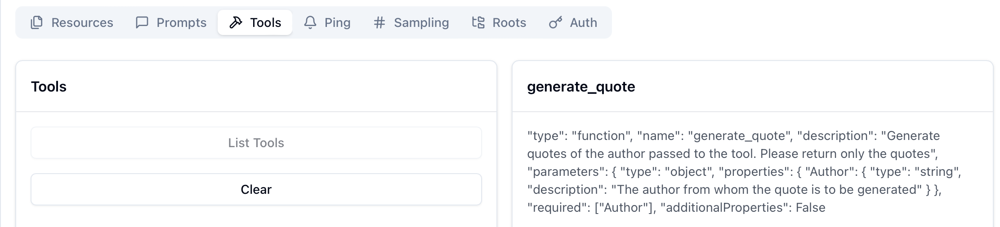 Resources Prompts Tools Ping # Sampling Roots Auth
Tools
List Tools
Clear
generate_quote
"type": "function", "name": "generate_quote", "description": "Generate
quotes of the author passed to the tool. Please return only the quotes",
"parameters": { "type": "object", "properties": { "Author": { "type": "string",
"description": "The author from whom the quote is to be generated" } },
"required": ["Author"], "additionalProperties": False